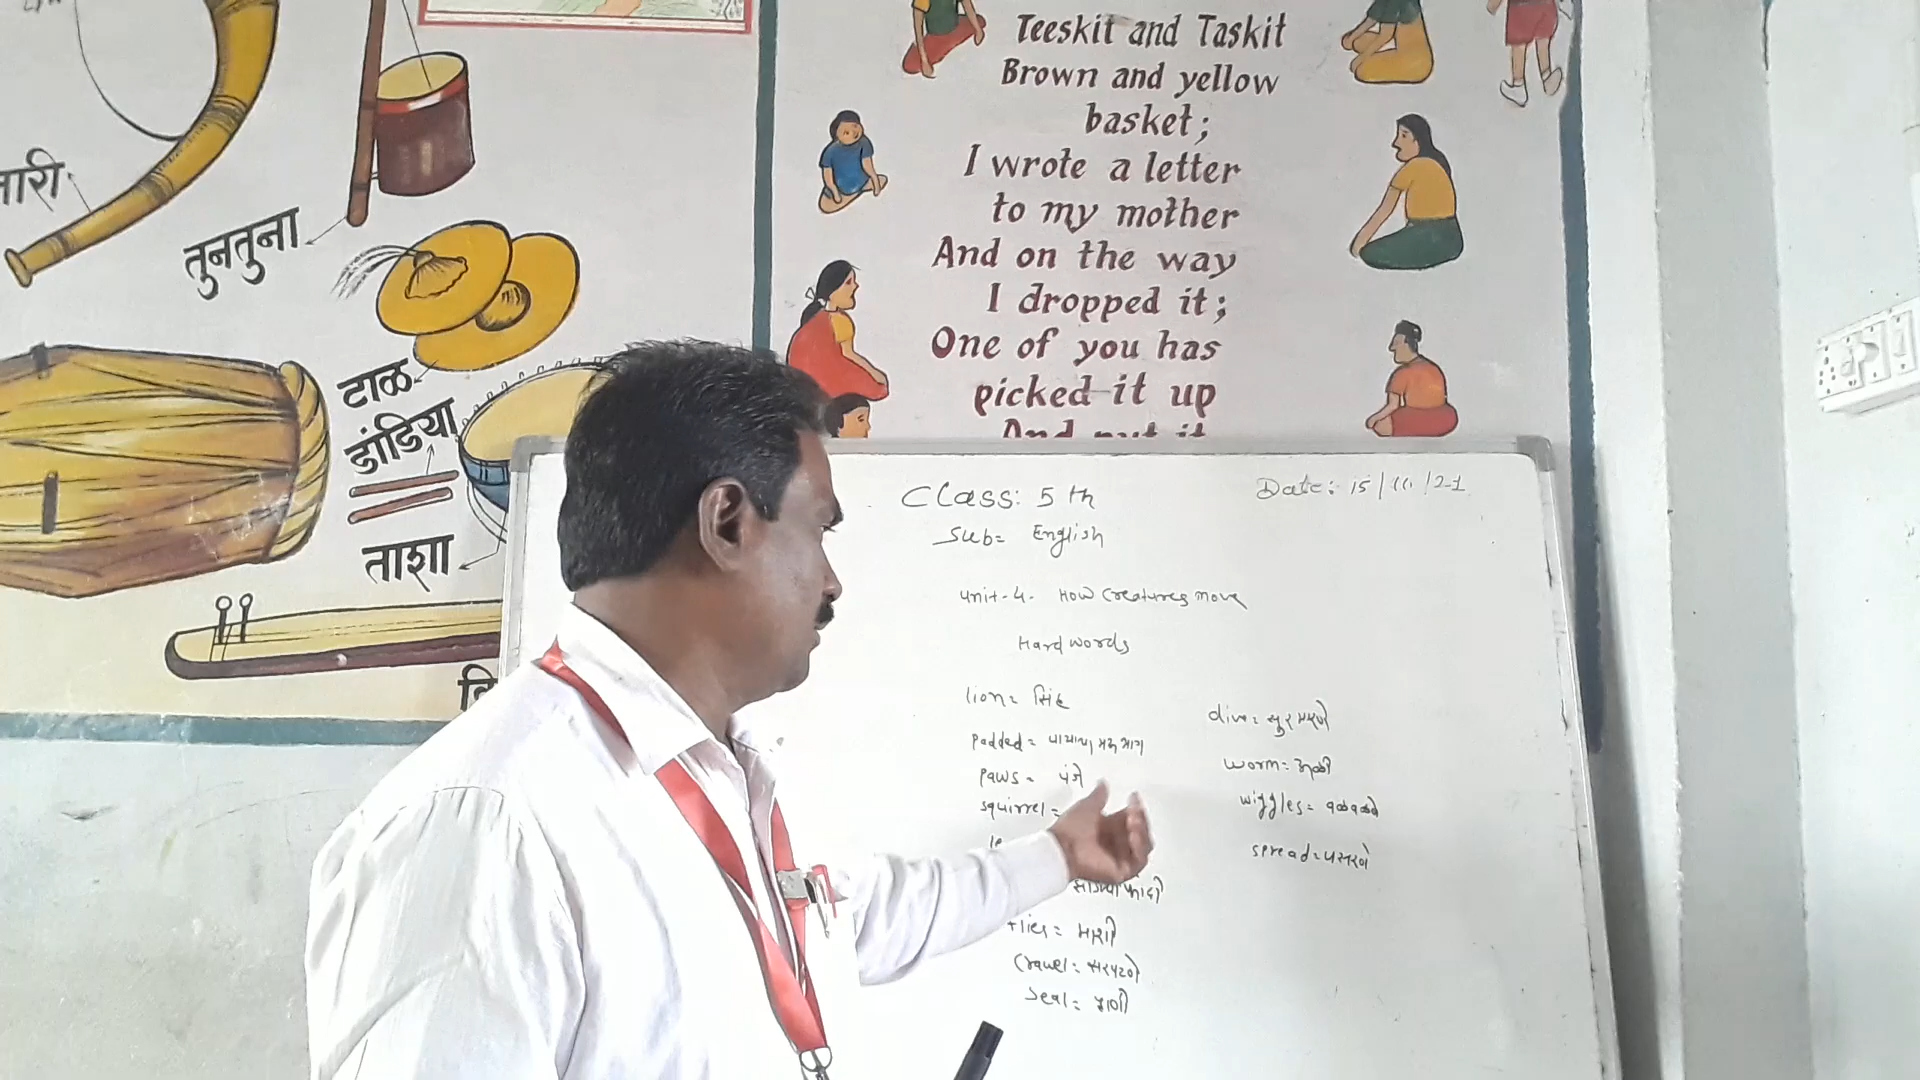 तुनतुना
टाळ
डांडिया
ताशा
Teeskit and Taskit
Brown and yellow
basket;
I wrote a letter
to my mother
And on the way
I dropped it;
One of you has
picked it up
And put it
Class: 5th
Date: 15/11/21
Sub= English
Unit-4. How Creatures move
Hard words
lion= सिंह
padded=
paws= पंजे
squirrel=
flies= माशी
Crawl= सरपटणे
Seal=
dive= सुर मारणे
worm= अळी
wiggles= वळवळणे
spread= पसरणे